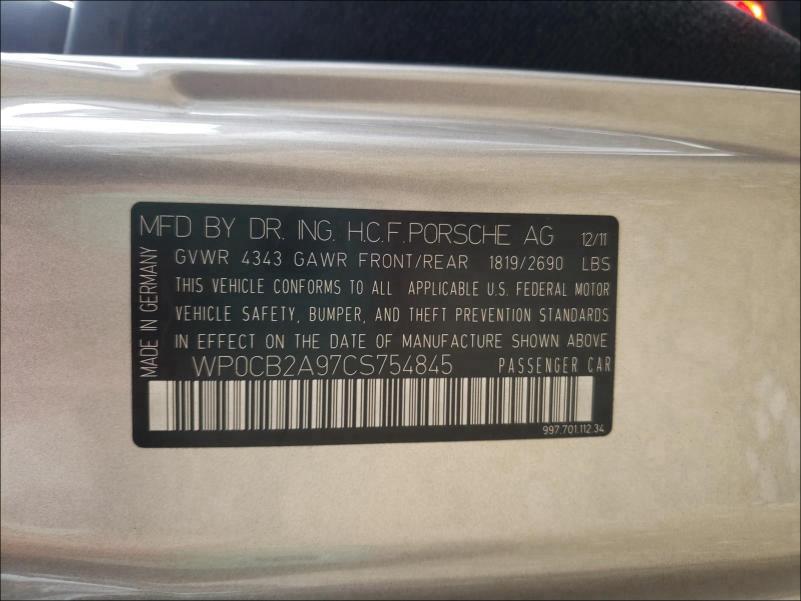 MFD BY DR. ING. H.C.F.PORSCHE AG 12/11
GVWR 4343 GAWR FRONT/REAR 1819/2690 LBS
THIS VEHICLE CONFORMS TO ALL APPLICABLE U.S. FEDERAL MOTOR
VEHICLE SAFETY, BUMPER, AND THEFT PREVENTION STANDARDS
IN EFFECT ON THE DATE OF MANUFACTURE SHOWN ABOVE
WP0CB2A97CS754845 PASSENGER CAR
997.701.112.34
MADE IN GERMANY